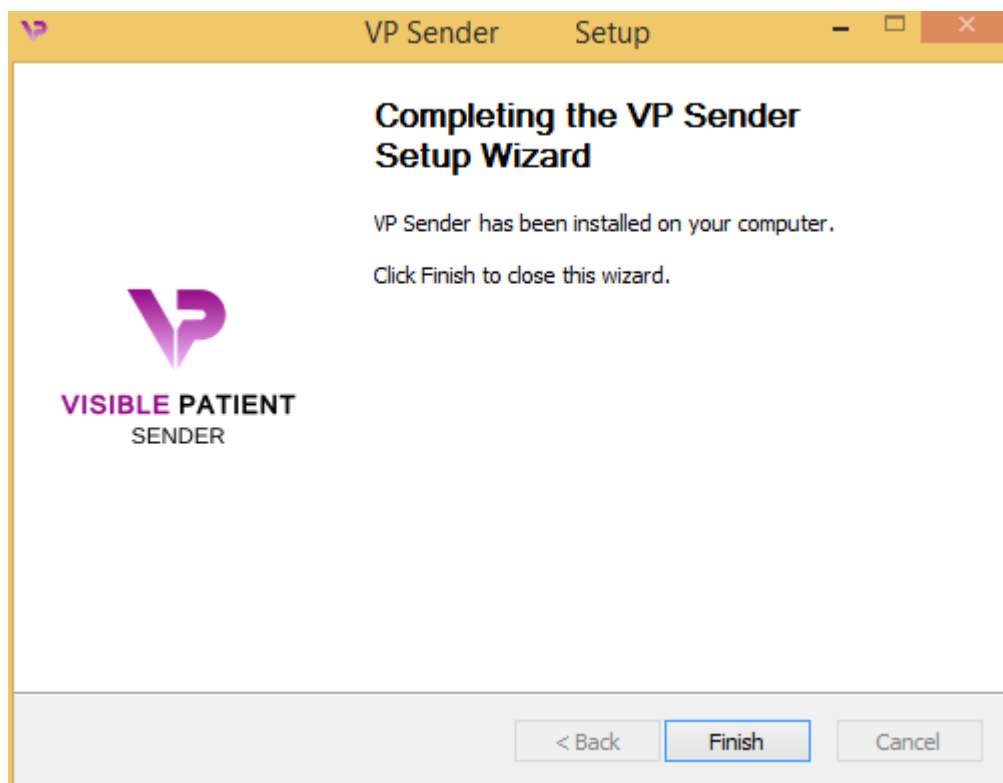 VP Sender Setup
Completing the VP Sender
Setup Wizard
VP Sender has been installed on your computer.
Click Finish to close this wizard.
VP
VISIBLE PATIENT
SENDER
< Back Finish Cancel